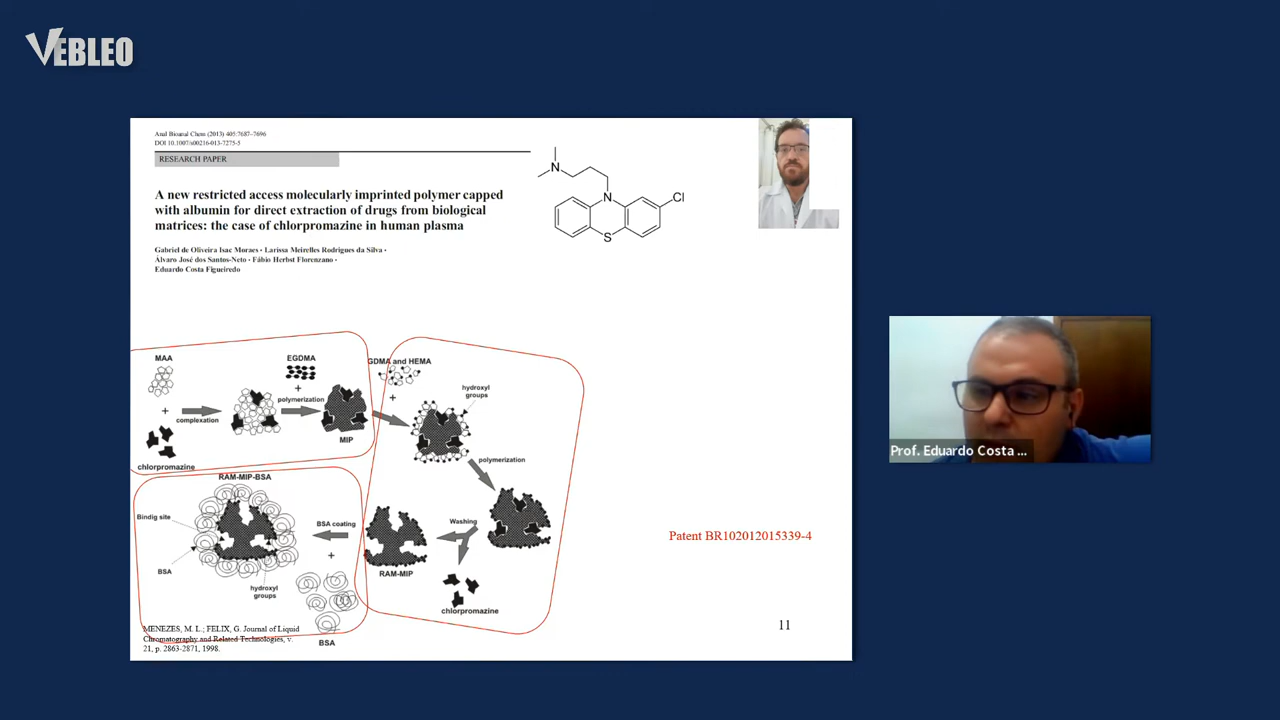 VEBLEO
Anal Bioanal Chem (2013) 405:7687–7696
DOI 10.1007/s00216-013-7275-5
RESEARCH PAPER
A new restricted access molecularly imprinted polymer capped
with albumin for direct extraction of drugs from biological
matrices: the case of chlorpromazine in human plasma
Gabriel de Oliveira Isac Moraes • Larissa Meirelles Rodrigues da Silva •
Álvaro José dos Santos-Neto • Fábio Herbst Florenzano •
Eduardo Costa Figueiredo
N
N
S
Cl
MAA
+
chlorpromazine
complexation
EGDMA
+
polymerization
MIP
GDMA and HEMA
+
hydroxyl
groups
polymerization
Washing
chlorpromazine
RAM-MIP
BSA coating
+
BSA
RAM-MIP-BSA
Bindig site
BSA
hydroxyl
groups
Patent BR102012015339-4
MENEZES, M. L.; FELIX, G. Journal of Liquid
Chromatography and Related Technologies, v.
21, p. 2863-2871, 1998.
11
Prof. Eduardo Costa ...